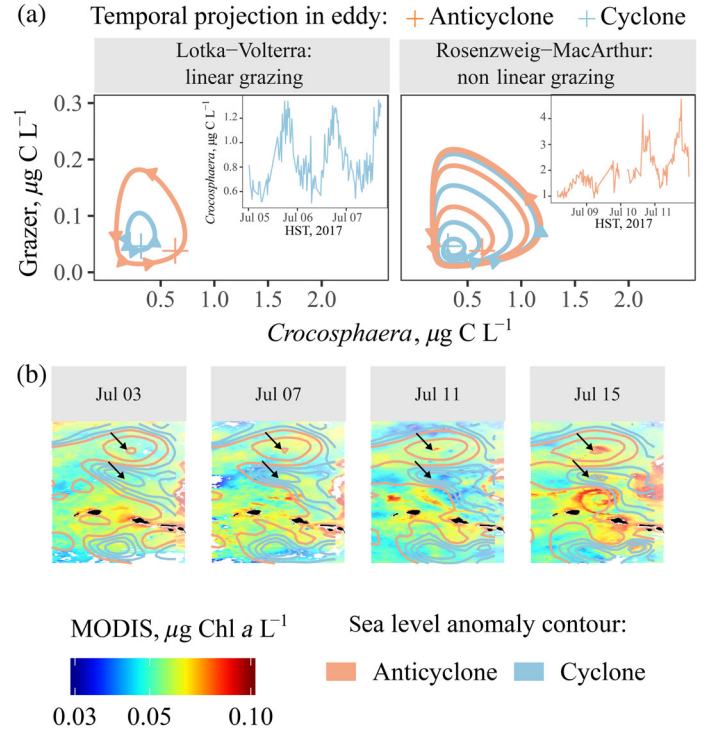 (a) Temporal projection in eddy: Anticyclone Cyclone
Lotka−Volterra:
linear grazing
Rosenzweig−MacArthur:
non linear grazing
Grazer, µg C L−1
0.3
0.2
0.1
0.0
Crocosphaera, µg C L−1
1.2
1.0
0.8
0.6
Jul 05 Jul 06 Jul 07
HST, 2017
4
3
2
1
Jul 09 Jul 10 Jul 11
HST, 2017
0.5 1.0 1.5 2.0
0.5 1.0 1.5 2.0
Crocosphaera, µg C L−1
(b)
Jul 03 Jul 07 Jul 11 Jul 15
MODIS, µg Chl a L−1
0.03 0.05 0.10
Sea level anomaly contour:
Anticyclone Cyclone